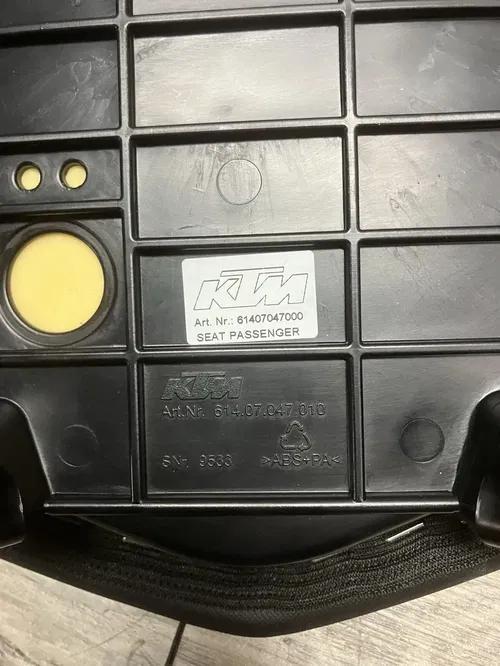 KTM
Art. Nr.: 61407047000
SEAT PASSENGER
KTM
Art.Nr. 614.07.047.010
SNr. 9536 >ABS+PA<